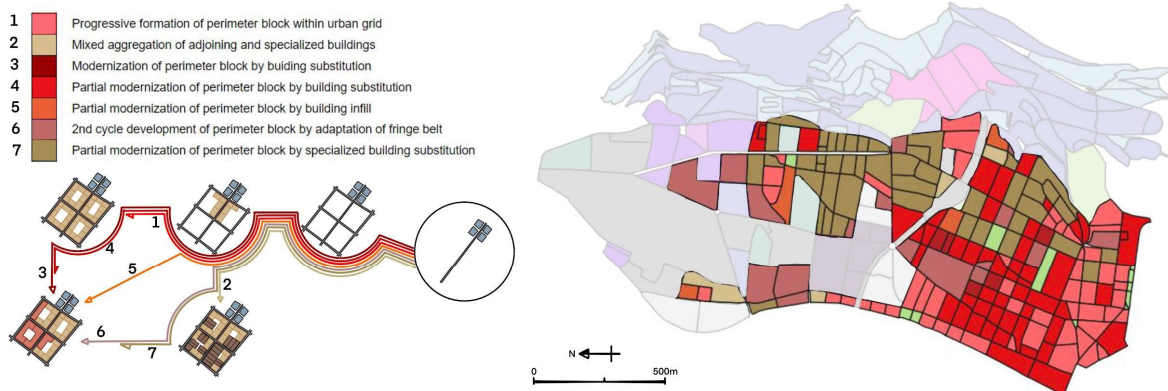 1 Progressive formation of perimeter block within urban grid
2 Mixed aggregation of adjoining and specialized buildings
3 Modernization of perimeter block by buiding substitution
4 Partial modernization of perimeter block by building substitution
5 Partial modernization of perimeter block by building infill
6 2nd cycle development of perimeter block by adaptation of fringe belt
7 Partial modernization of perimeter block by specialized building substitution
1
4
3
5
2
6
7
N
0 500m